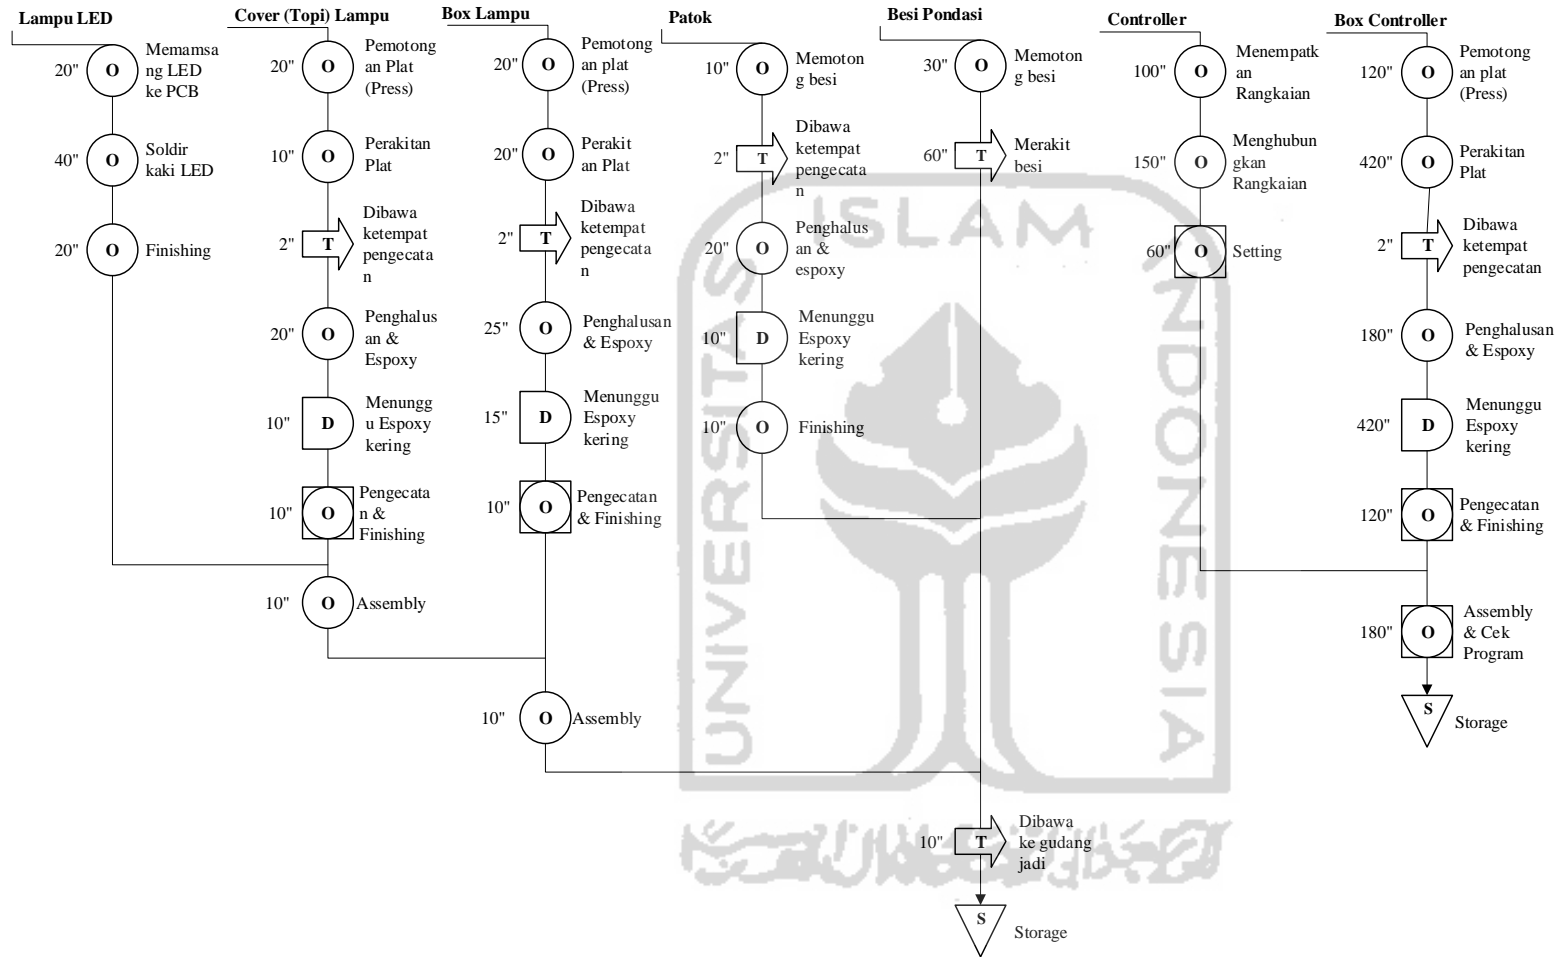 Lampu LED
20"
O
Memamsa
ng LED
ke PCB
40"
O
Soldir
kaki LED
20"
O
Finishing
Cover (Topi) Lampu
20"
O
Pemotong
an Plat
(Press)
10"
O
Perakitan
Plat
2"
T
Dibawa
ketempat
pengecata
n
20"
O
Penghalus
an &
Espoxy
10"
D
Menungg
u Espoxy
kering
10"
O
Pengecata
n &
Finishing
10"
O
Assembly
Box Lampu
20"
O
Pemotong
an plat
(Press)
20"
O
Perakit
an Plat
2"
T
Dibawa
ketempat
pengecata
n
25"
O
Penghalusan
& Espoxy
15"
D
Menunggu
Espoxy
kering
10"
O
Pengecatan
& Finishing
10"
O
Assembly
Patok
10"
O
Memoton
g besi
2"
T
Dibawa
ketempat
pengecata
n
20"
O
Penghalus
an &
espoxy
10"
D
Menunggu
Espoxy
kering
10"
O
Finishing
Besi Pondasi
30"
O
Memoton
g besi
60"
T
Merakit
besi
10"
T
Dibawa
ke gudang
jadi
S
Storage
Controller
100"
O
Menempatk
an
Rangkaian
150"
O
Menghubun
gkan
Rangkaian
60"
O
Setting
Box Controller
120"
O
Pemotong
an plat
(Press)
420"
O
Perakitan
Plat
2"
T
Dibawa
ketempat
pengecatan
180"
O
Penghalusan
& Espoxy
420"
D
Menunggu
Espoxy
kering
120"
O
Pengecatan
& Finishing
180"
O
Assembly
& Cek
Program
S
Storage
UNIVERSITAS
ISLAM
INDONESIA